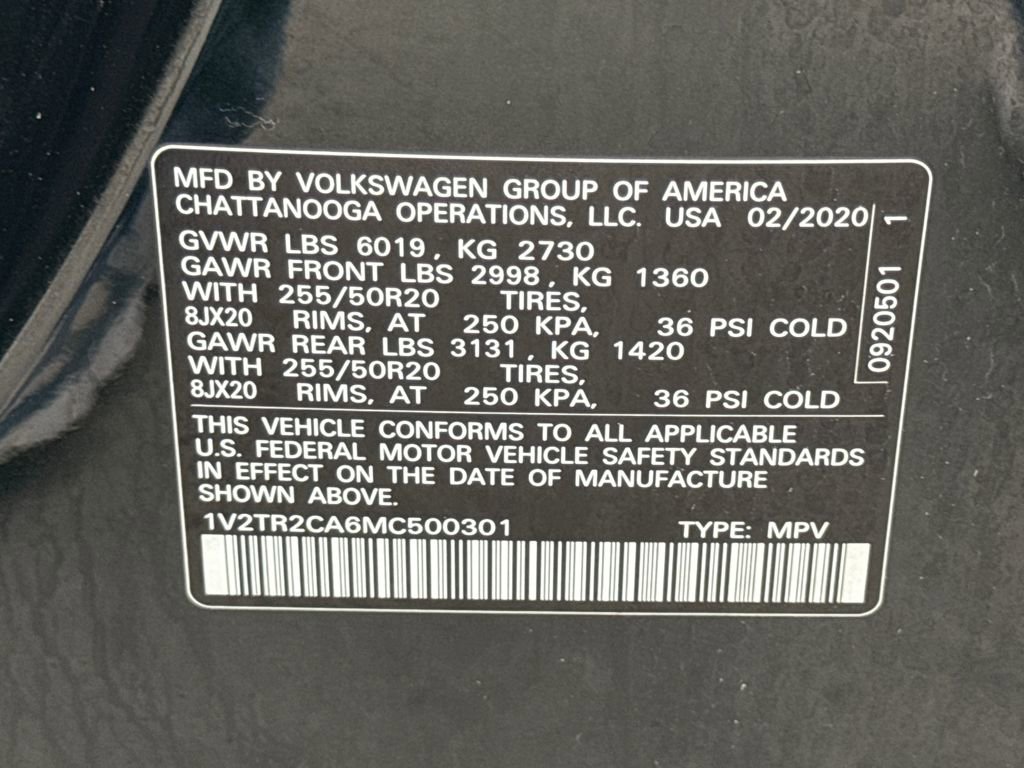 MFD BY VOLKSWAGEN GROUP OF AMERICA
CHATTANOOGA OPERATIONS, LLC. USA 02/2020
GVWR LBS 6019, KG 2730
GAWR FRONT LBS 2998, KG 1360
WITH 255/50R20 TIRES,
8JX20 RIMS, AT 250 KPA, 36 PSI COLD
GAWR REAR LBS 3131, KG 1420
WITH 255/50R20 TIRES,
8JX20 RIMS, AT 250 KPA, 36 PSI COLD
0920501 1
THIS VEHICLE CONFORMS TO ALL APPLICABLE
U.S. FEDERAL MOTOR VEHICLE SAFETY STANDARDS
IN EFFECT ON THE DATE OF MANUFACTURE
SHOWN ABOVE.
1V2TR2CA6MC500301 TYPE: MPV